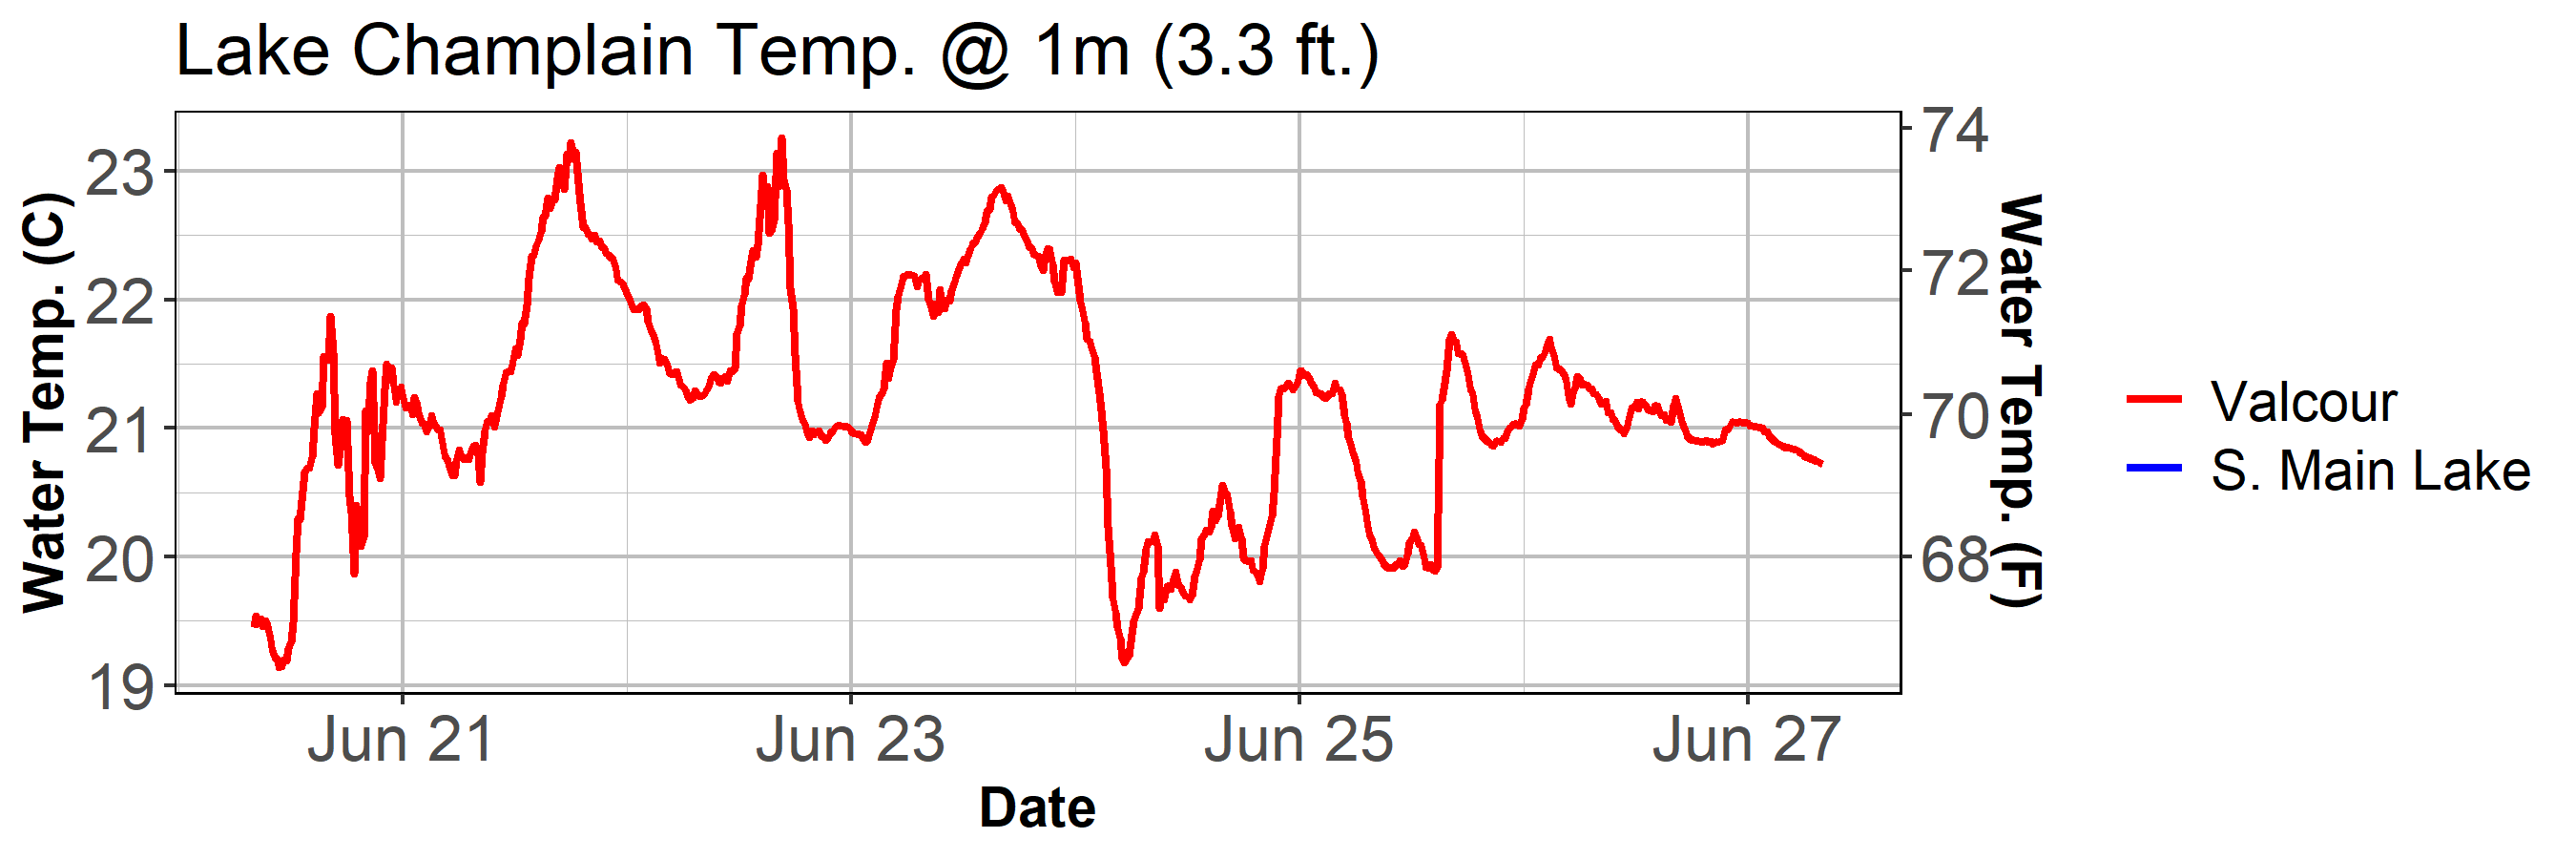 Lake Champlain Temp. @ 1m (3.3 ft.)
Water Temp. (C)
23
22
21
20
19
74
72
70
68
Water Temp. (F)
Jun 21
Jun 23
Jun 25
Jun 27
Date
Valcour
S. Main Lake